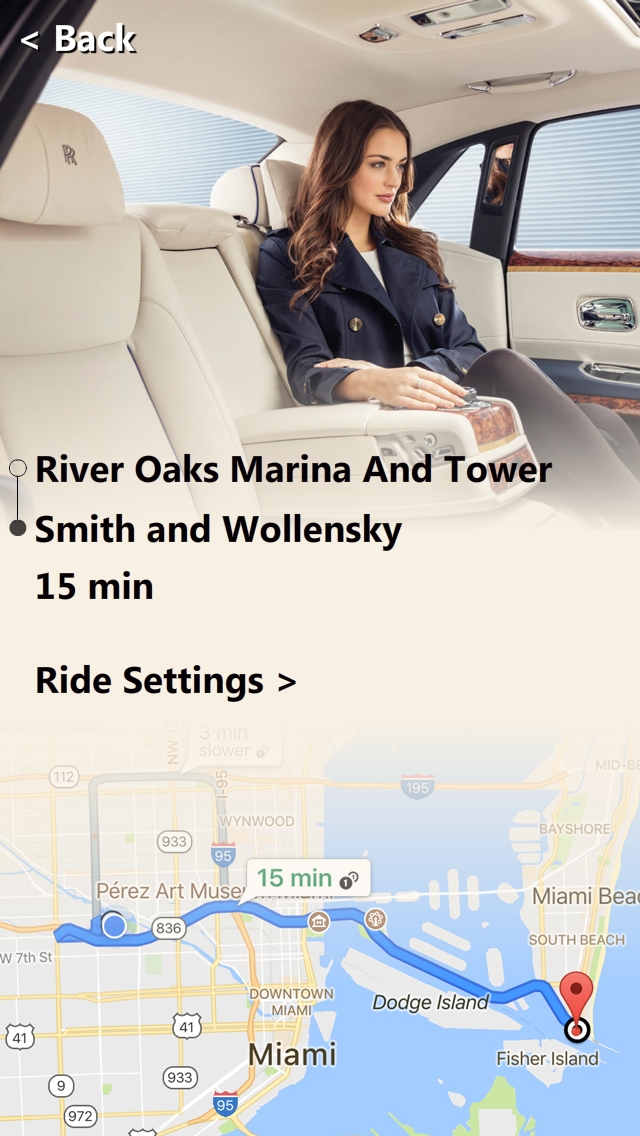 < Back
RR
River Oaks Marina And Tower
Smith and Wollensky
15 min
Ride Settings >
3 min
slower
NW 12
I-95
112
195
MID-BE
WYNWOOD
933
95
BAYSHORE
15 min
Pérez Art Museum Miami
Miami Beac
836
SOUTH BEACH
W 7th St
DOWNTOWN
MIAMI
Dodge Island
41
41
Miami
Fisher Island
9
933
95
972